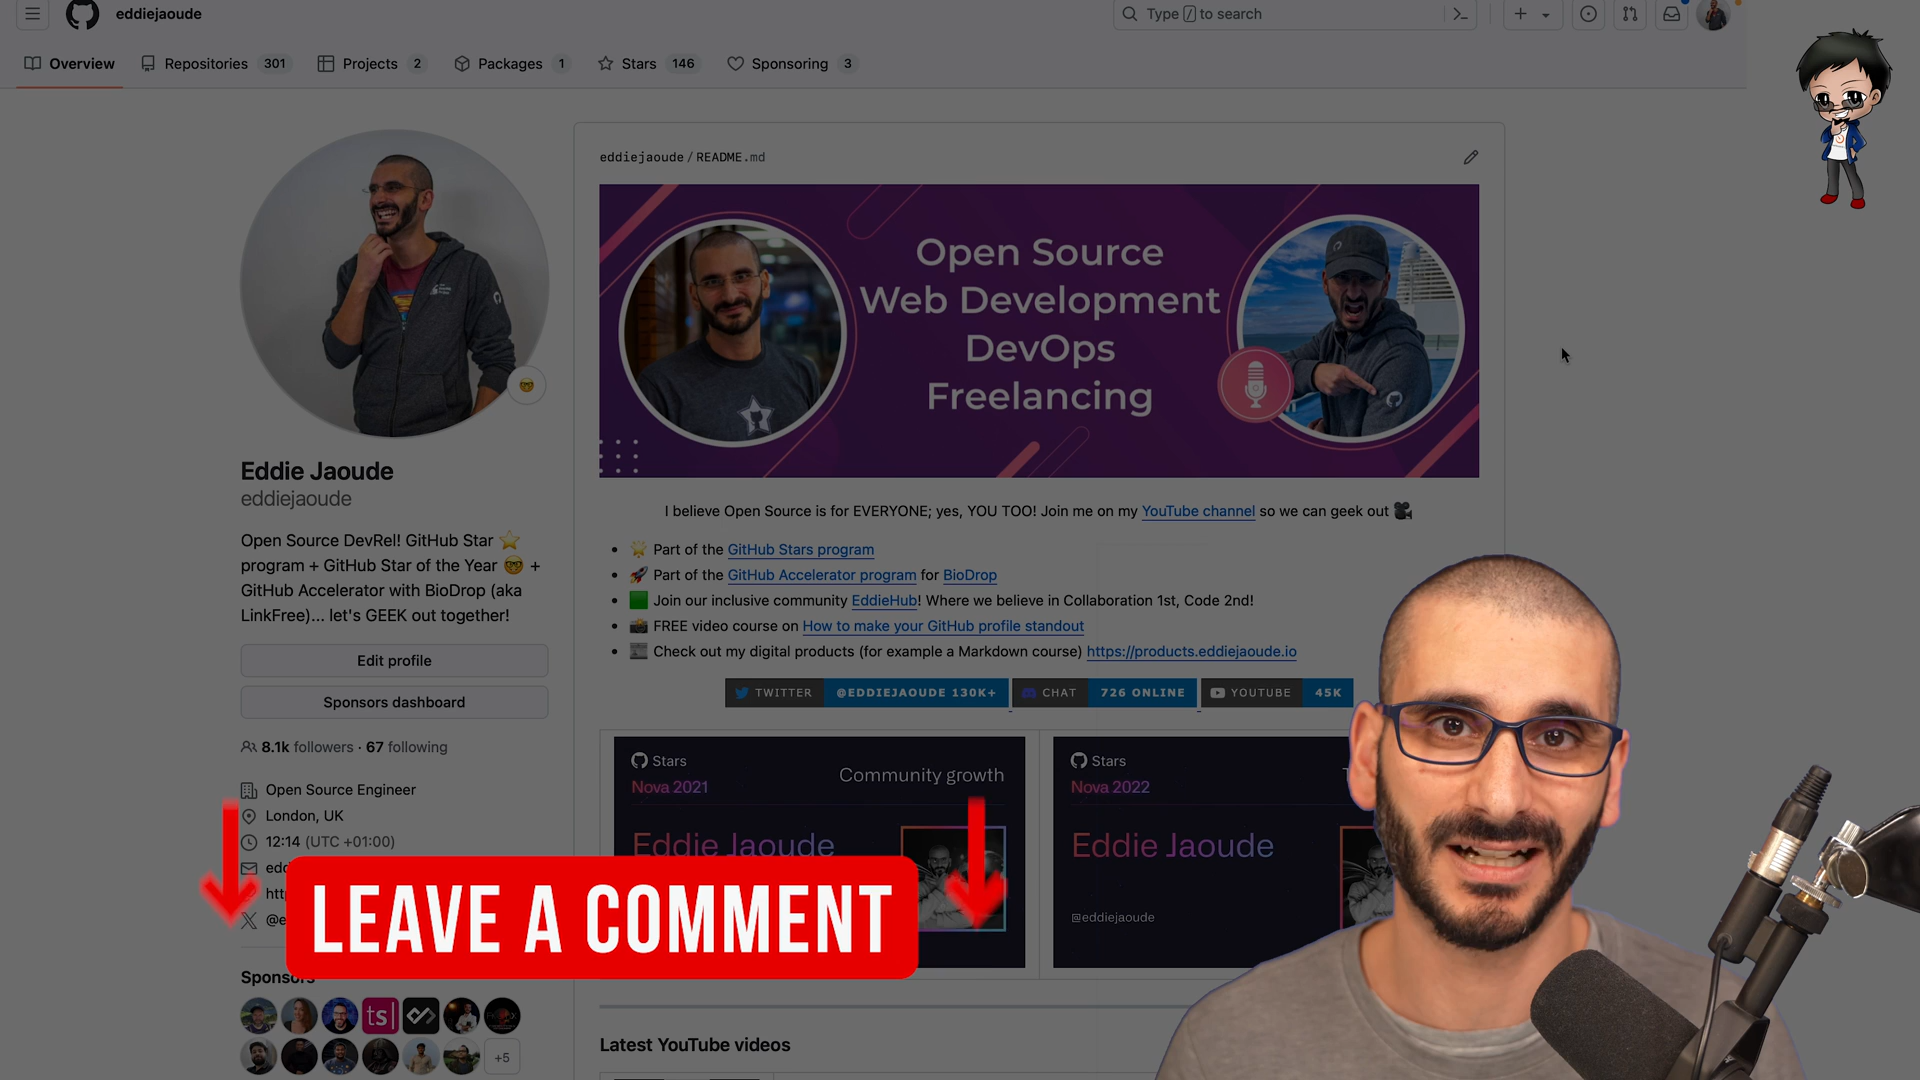 eddiejaoude
Type / to search
Overview
Repositories 301
Projects 2
Packages 1
Stars 146
Sponsoring 3
eddiejaoude / README.md
Open Source
Web Development
DevOps
Freelancing
Eddie Jaoude
eddiejaoude
Open Source DevRel! GitHub Star ⭐
program + GitHub Star of the Year 🤓 +
GitHub Accelerator with BioDrop (aka
LinkFree)... let's GEEK out together!
Edit profile
Sponsors dashboard
8.1k followers · 67 following
Open Source Engineer
London, UK
12:14 (UTC +01:00)
I believe Open Source is for EVERYONE; yes, YOU TOO! Join me on my YouTube channel so we can geek out 🎥
• 🌟 Part of the GitHub Stars program
• 🚀 Part of the GitHub Accelerator program for BioDrop
• 🟩 Join our inclusive community EddieHub! Where we believe in Collaboration 1st, Code 2nd!
• 📸 FREE video course on How to make your GitHub profile standout
• Check out my digital products (for example a Markdown course) https://products.eddiejaoude.io
TWITTER @EDDIEJAOUDE 130K+
CHAT 726 ONLINE
YOUTUBE 45K
Stars
Nova 2021
Community growth
Eddie Jaoude
Stars
Nova 2022
Eddie Jaoude
@eddiejaoude
LEAVE A COMMENT
Sponsors
ts|
+5
Latest YouTube videos